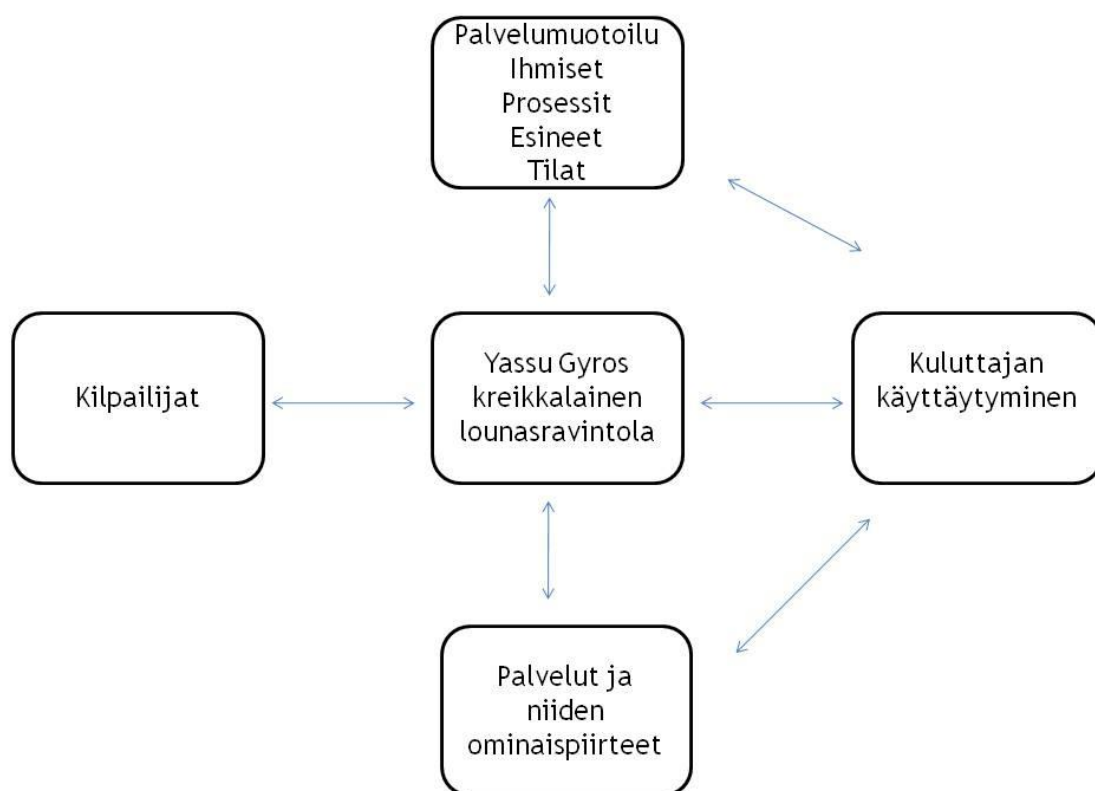 Palvelumuotoilu
Ihmiset
Prosessit
Esineet
Tilat
Kilpailijat
Yassu Gyros
kreikkalainen
lounasravintola
Kuluttajan
käyttäytyminen
Palvelut ja
niiden
ominaispiirteet